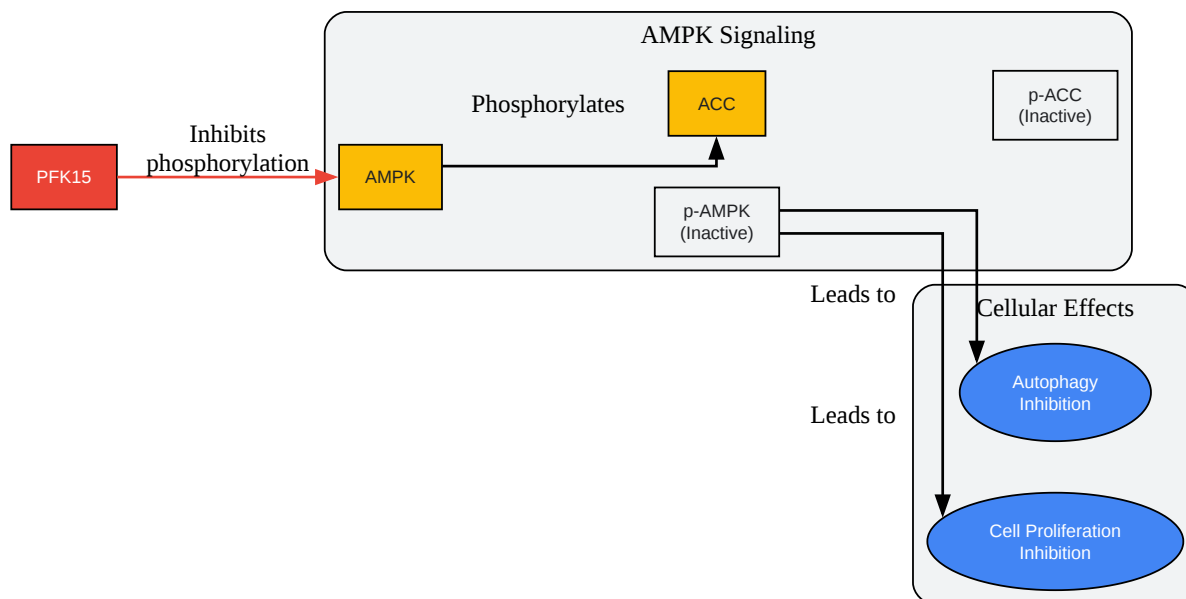 AMPK Signaling
Phosphorylates
ACC
p-ACC
(Inactive)
Inhibits
phosphorylation
PFK15
AMPK
p-AMPK
(Inactive)
Leads to
Cellular Effects
Autophagy
Inhibition
Leads to
Cell Proliferation
Inhibition